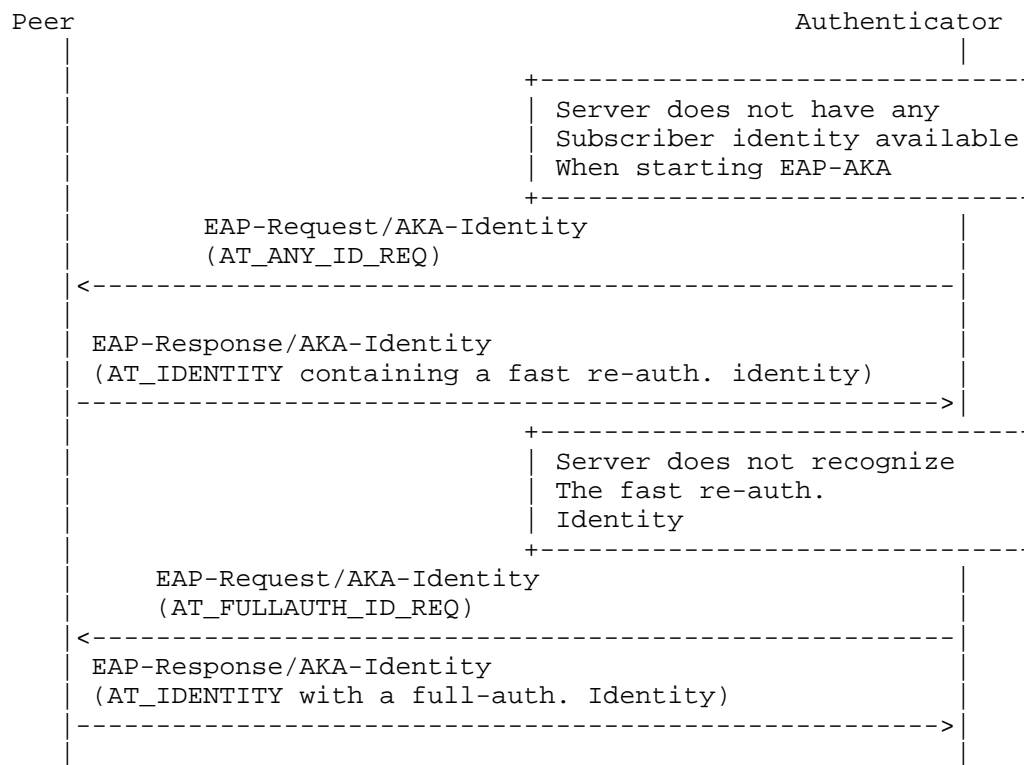 Peer Authenticator
Server does not have any
Subscriber identity available
When starting EAP-AKA
EAP-Request/AKA-Identity
(AT_ANY_ID_REQ)
EAP-Response/AKA-Identity
(AT_IDENTITY containing a fast re-auth. identity)
Server does not recognize
The fast re-auth.
Identity
EAP-Request/AKA-Identity
(AT_FULLAUTH_ID_REQ)
EAP-Response/AKA-Identity
(AT_IDENTITY with a full-auth. Identity)